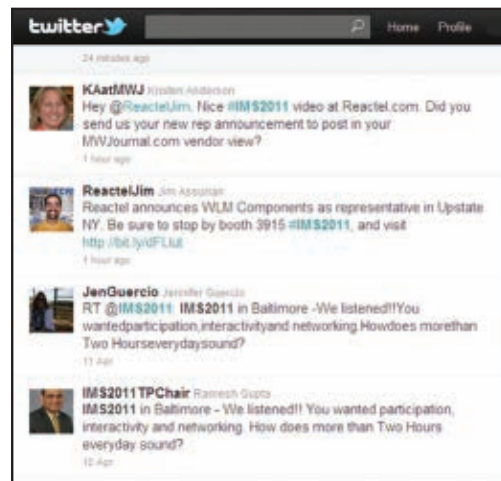 twitter
Home Profile
24 minutes ago
KAatMWJ Kristen Anderson
Hey @ReactelJim. Nice #IMS2011 video at Reactel.com. Did you
send us your new rep announcement to post in your
MWJournal.com vendor view?
1 hour ago
ReactelJim Jim Assurian
Reactel announces WLM Components as representative in Upstate
NY. Be sure to stop by booth 3915 #IMS2011, and visit
1 hour ago
JenGuercio Jennifer Guercio
RT @IMS2011 IMS2011 in Baltimore -We listened!!You
wantedparticipation,interactivityand networking.Howdoes morethan
Two Hourseverydaysound?
11 Apr
IMS2011TPChair Ramesh Gupta
IMS2011 in Baltimore - We listened!! You wanted participation,
interactivity and networking. How does more than Two Hours
everyday sound?
12 Apr